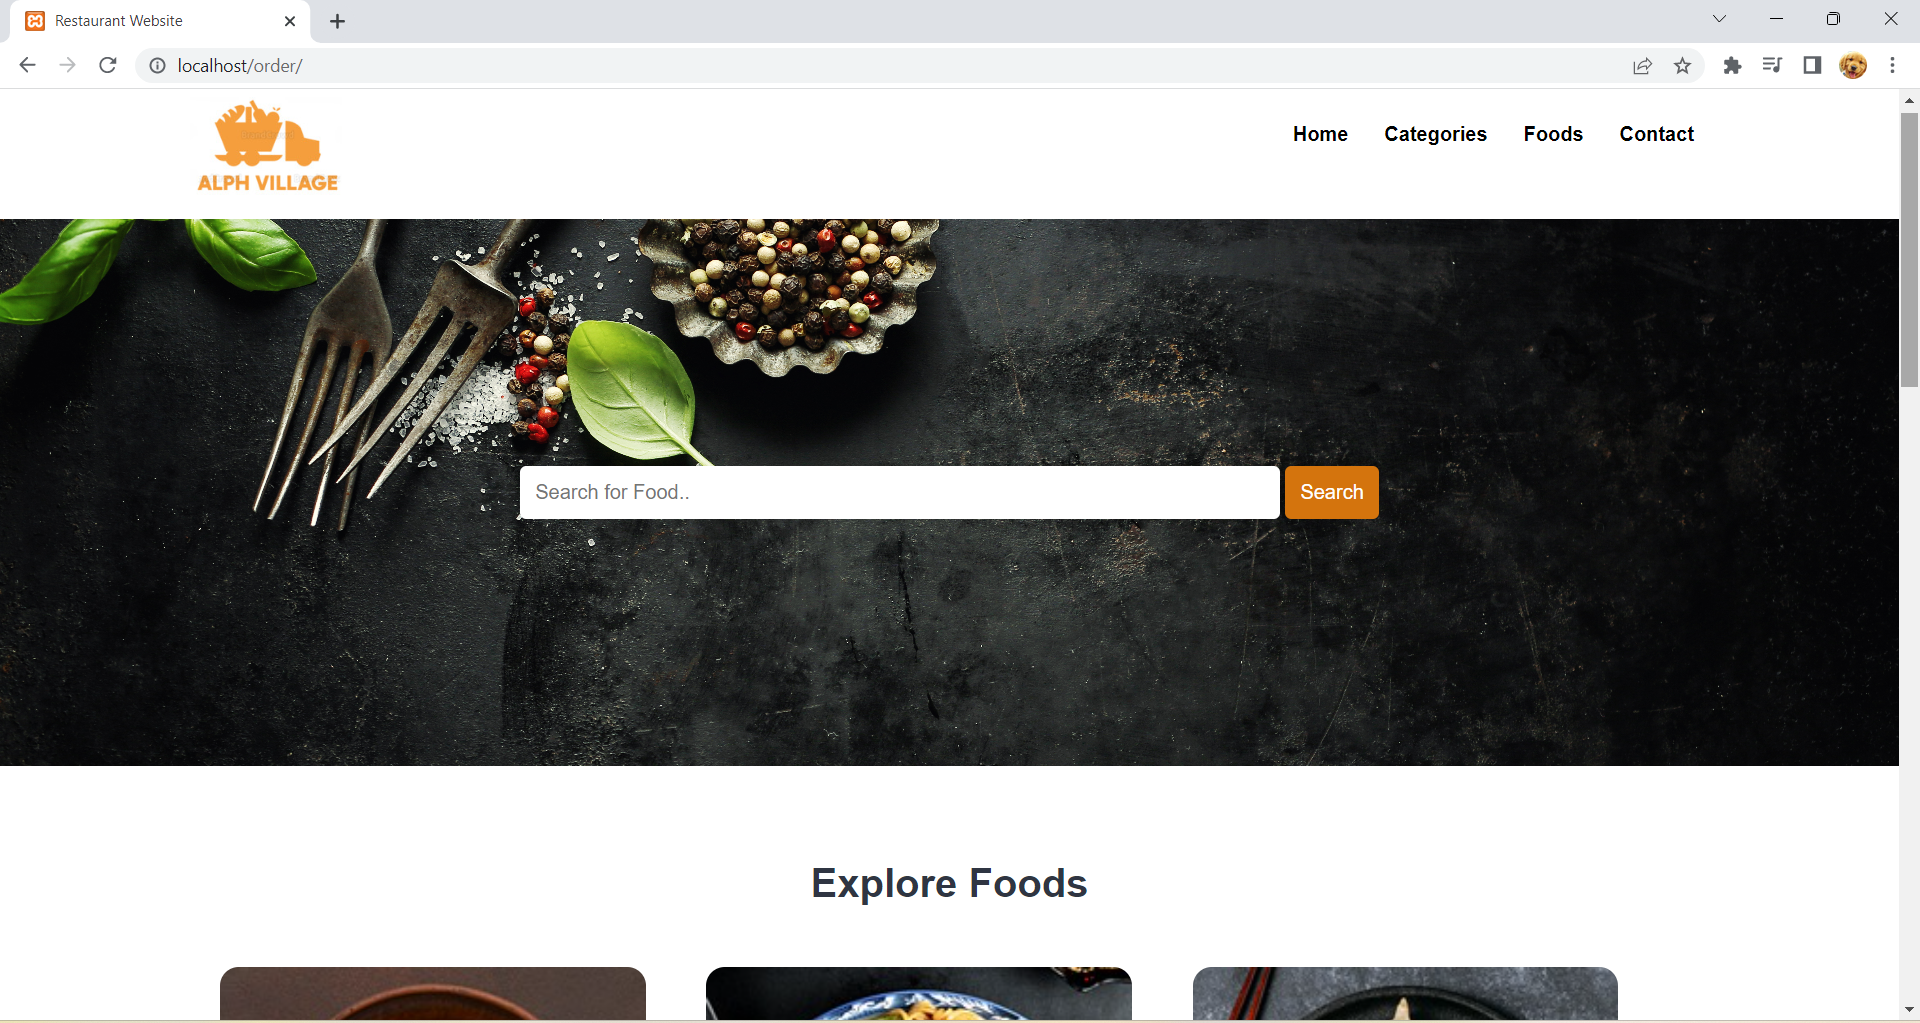 Restaurant Website
localhost/order/
ALPH VILLAGE
Home Categories Foods Contact
Search for Food..
Search
Explore Foods